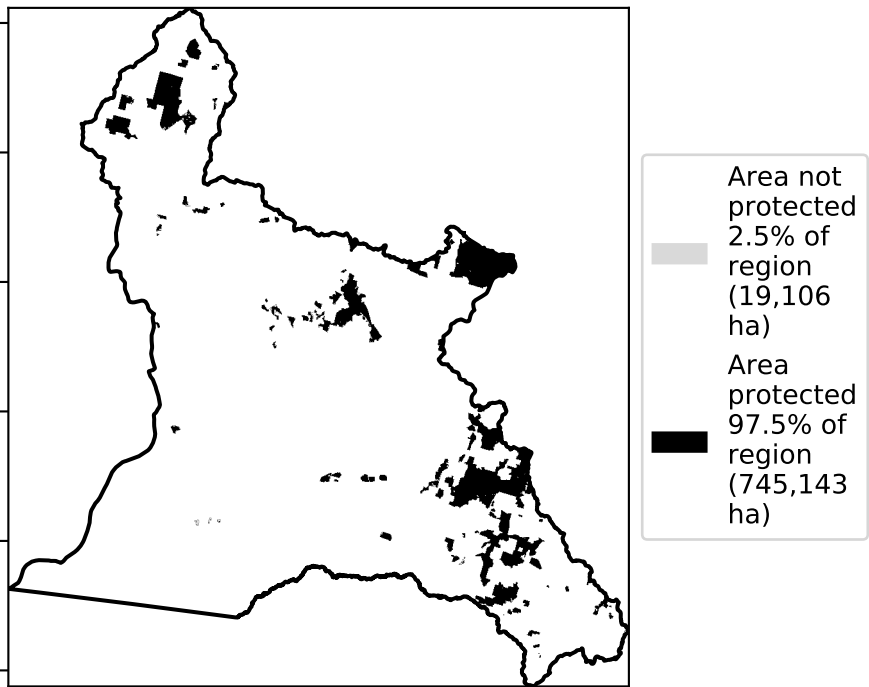 Area not
protected
2.5% of
region
(19,106
ha)
Area
protected
97.5% of
region
(745,143
ha)